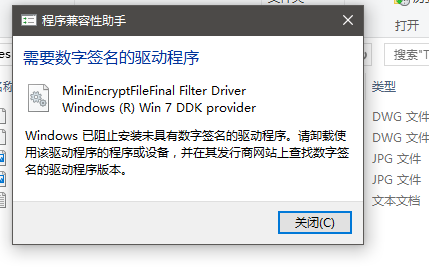 程序兼容性助手
打开
需要数字签名的驱动程序
搜索"T
类型
MiniEncryptFileFinal Filter Driver
Windows (R) Win 7 DDK provider
DWG 文件
DWG 文件
Windows 已阻止安装未具有数字签名的驱动程序。请卸载使
用该驱动程序的程序或设备，并在其发行商网站上查找数字签
名的驱动程序版本。
JPG 文件
JPG 文件
文本文档
关闭(C)